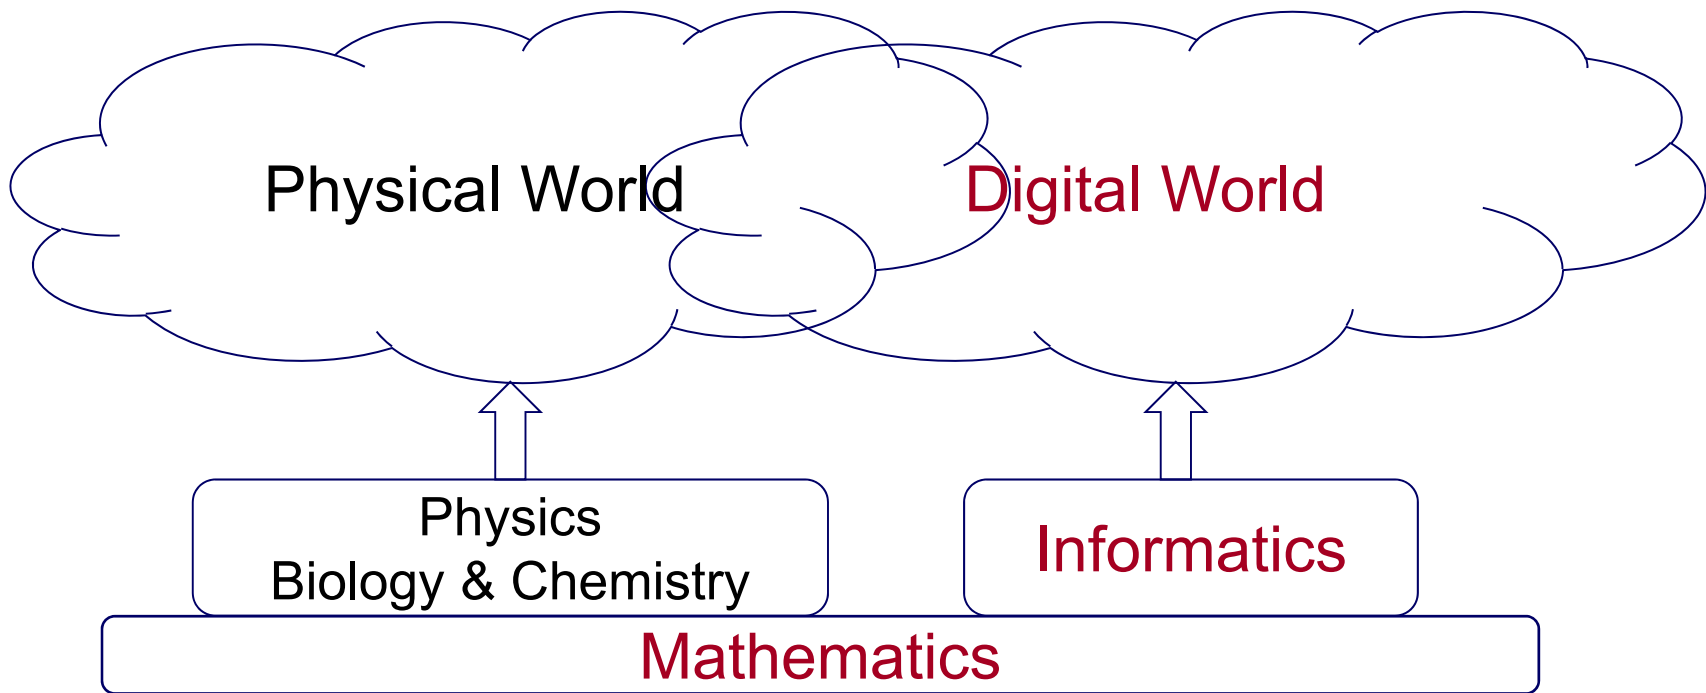 Physical World
Digital World
Physics
Biology & Chemistry
Informatics
Mathematics